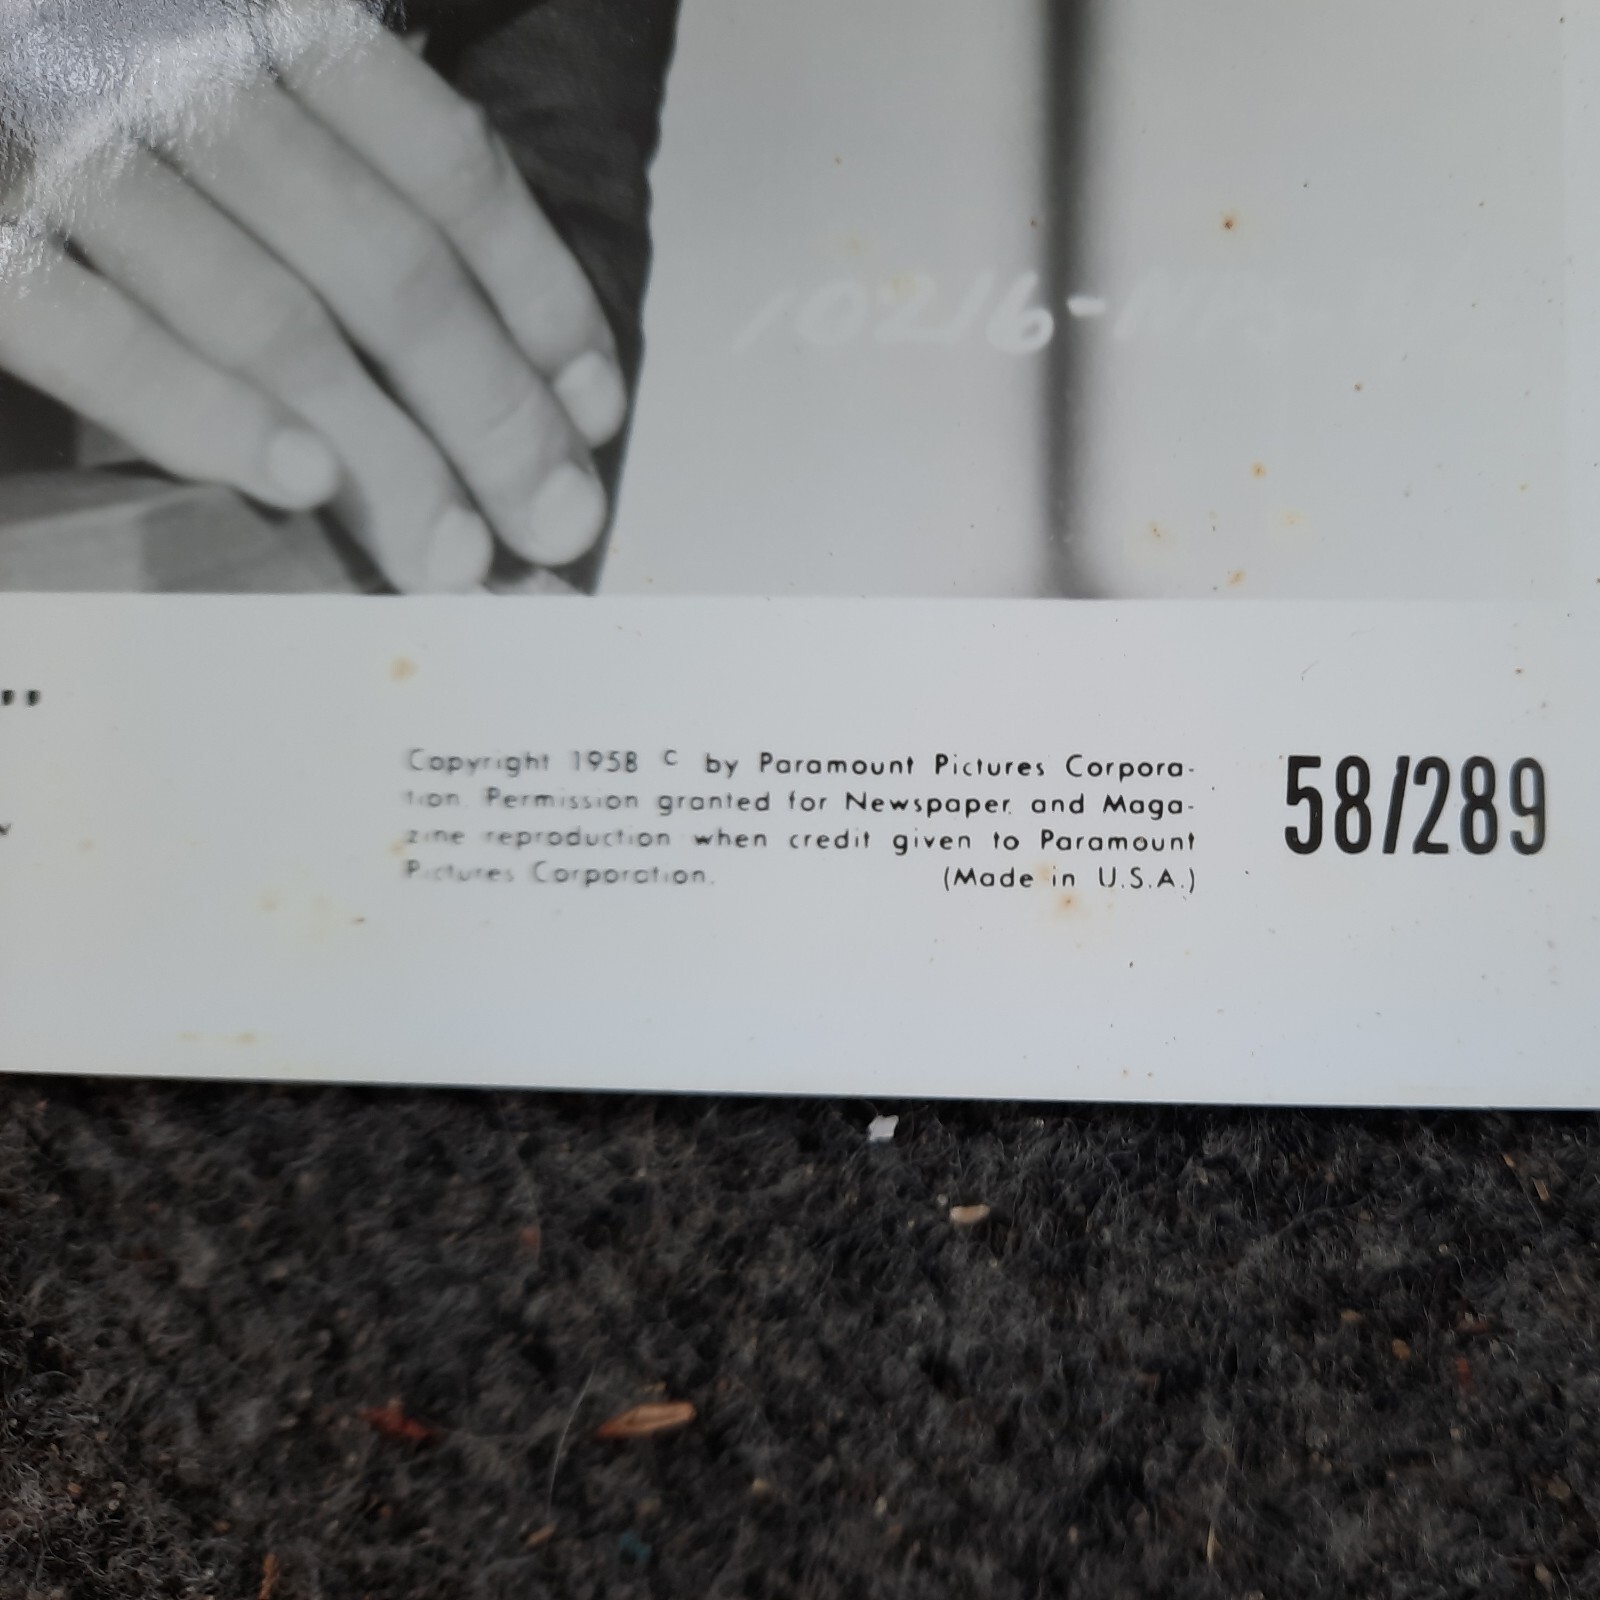 10216-
"
Copyright 1958 c by Paramount Pictures Corpora-
tion. Permission granted for Newspaper. and Maga-
zine reproduction when credit given to Paramount
Pictures Corporation. (Made in U.S.A.)
58/289